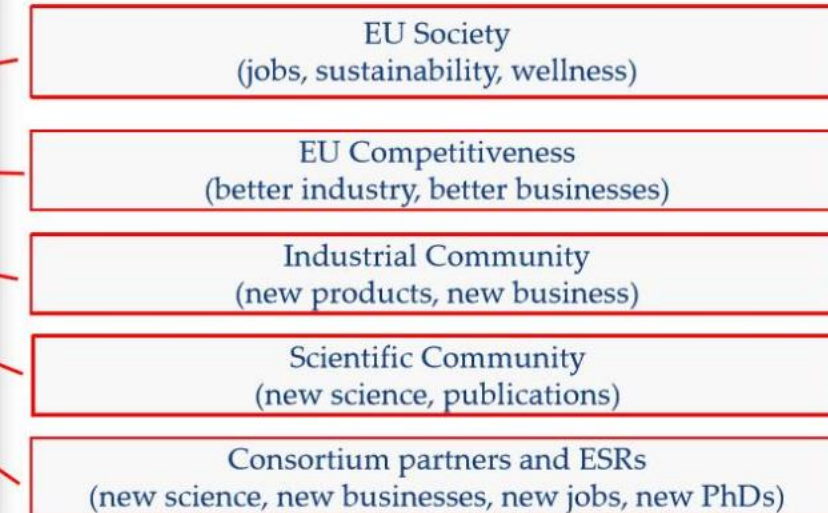 EU Society
(jobs, sustainability, wellness)
EU Competitiveness
(better industry, better businesses)
Industrial Community
(new products, new business)
Scientific Community
(new science, publications)
Consortium partners and ESRs
(new science, new businesses, new jobs, new PhDs)